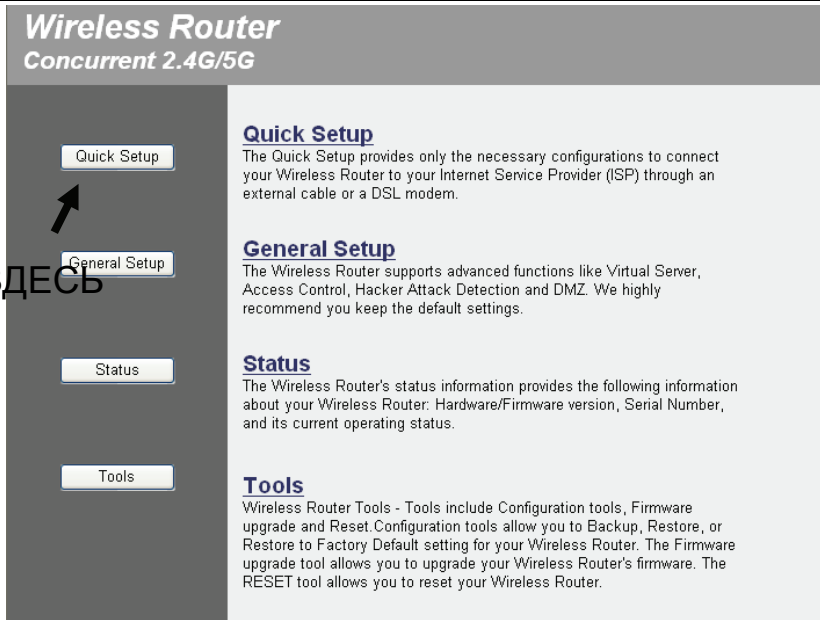 Wireless Router
Concurrent 2.4G/5G
Quick Setup
Quick Setup
The Quick Setup provides only the necessary configurations to connect
your Wireless Router to your Internet Service Provider (ISP) through an
external cable or a DSL modem.
General Setup
ЗДЕСЬ
General Setup
The Wireless Router supports advanced functions like Virtual Server,
Access Control, Hacker Attack Detection and DMZ. We highly
recommend you keep the default settings.
Status
Status
The Wireless Router's status information provides the following information
about your Wireless Router: Hardware/Firmware version, Serial Number,
and its current operating status.
Tools
Tools
Wireless Router Tools - Tools include Configuration tools, Firmware
upgrade and Reset.Configuration tools allow you to Backup, Restore, or
Restore to Factory Default setting for your Wireless Router. The Firmware
upgrade tool allows you to upgrade your Wireless Router's firmware. The
RESET tool allows you to reset your Wireless Router.